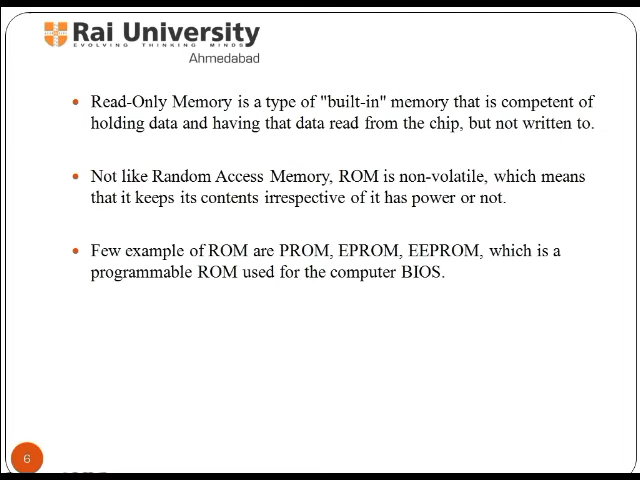 Rai University
EVOLVING THINKING MINDS
Ahmedabad
• Read-Only Memory is a type of "built-in" memory that is competent of
holding data and having that data read from the chip, but not written to.
• Not like Random Access Memory, ROM is non-volatile, which means
that it keeps its contents irrespective of it has power or not.
• Few example of ROM are PROM, EPROM, EEPROM, which is a
programmable ROM used for the computer BIOS.
6